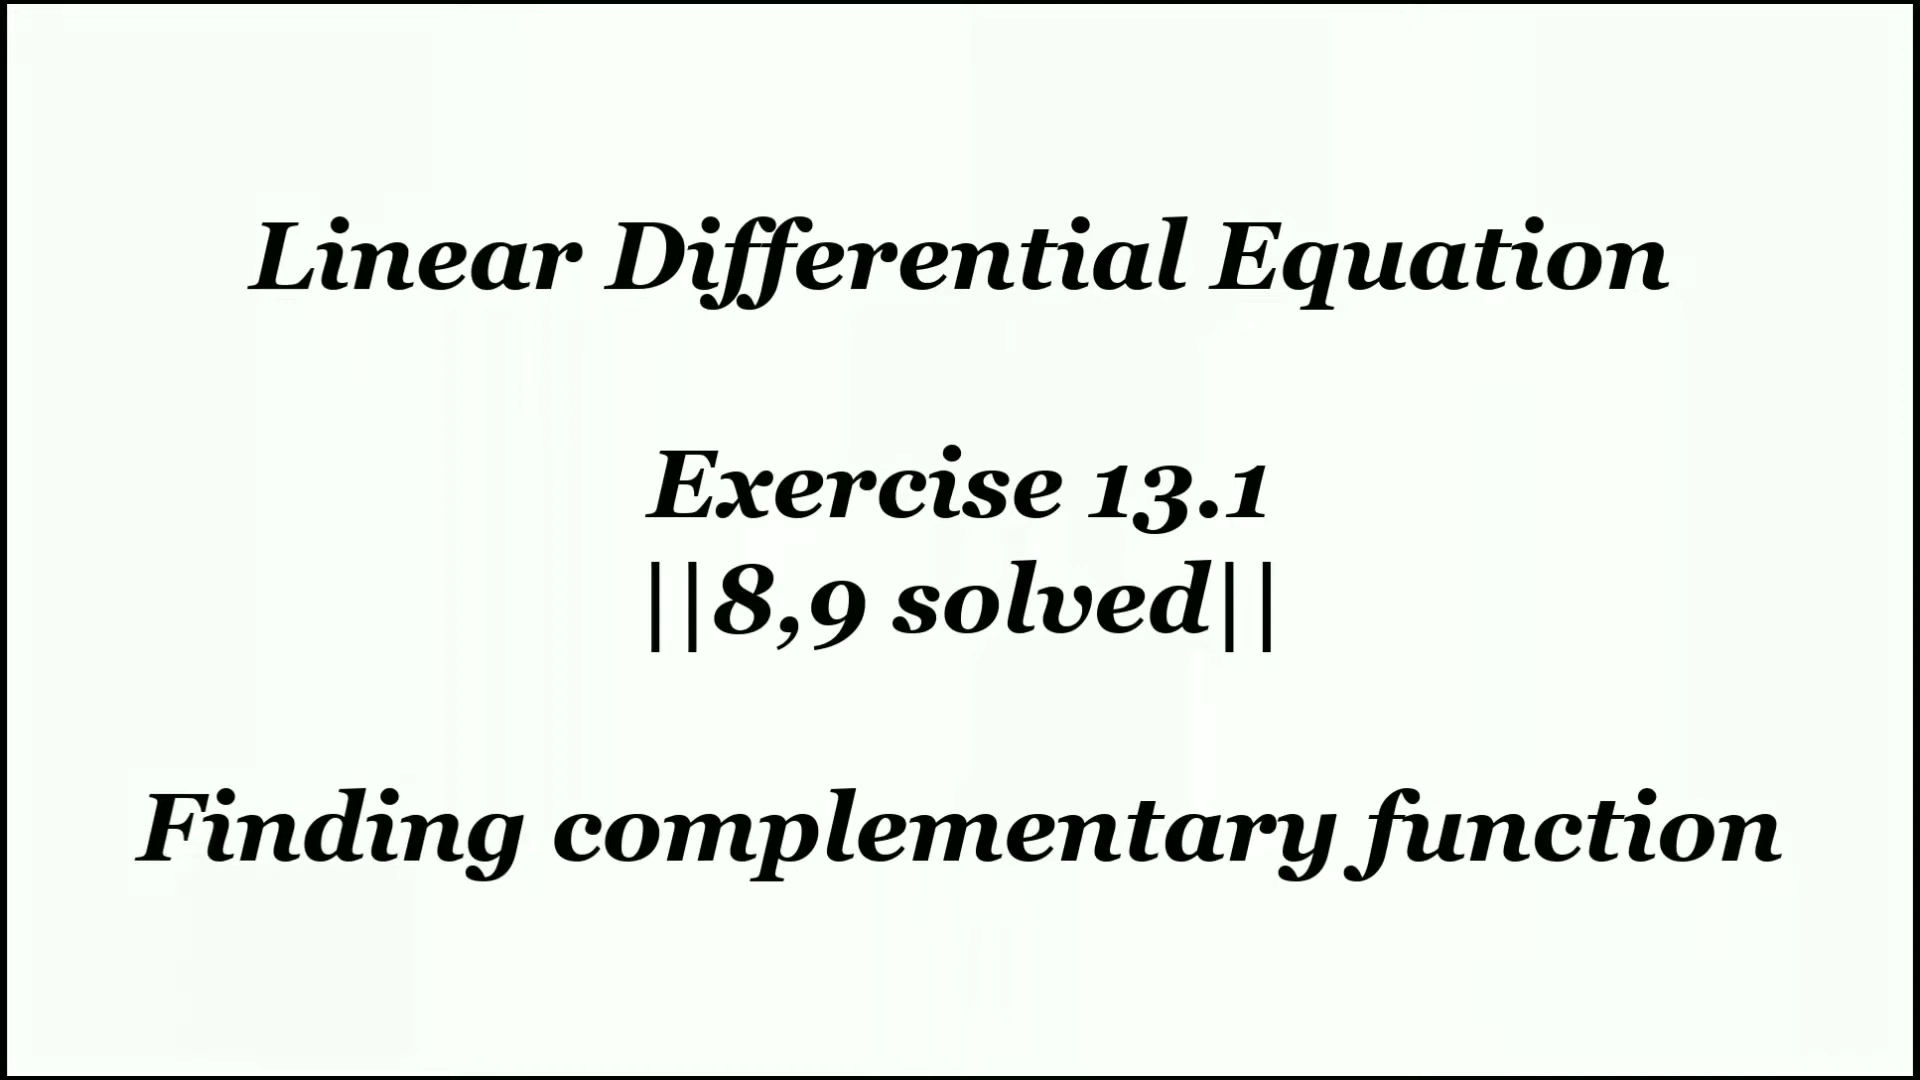 Linear Differential Equation
Exercise 13.1
||8,9 solved||
Finding complementary function